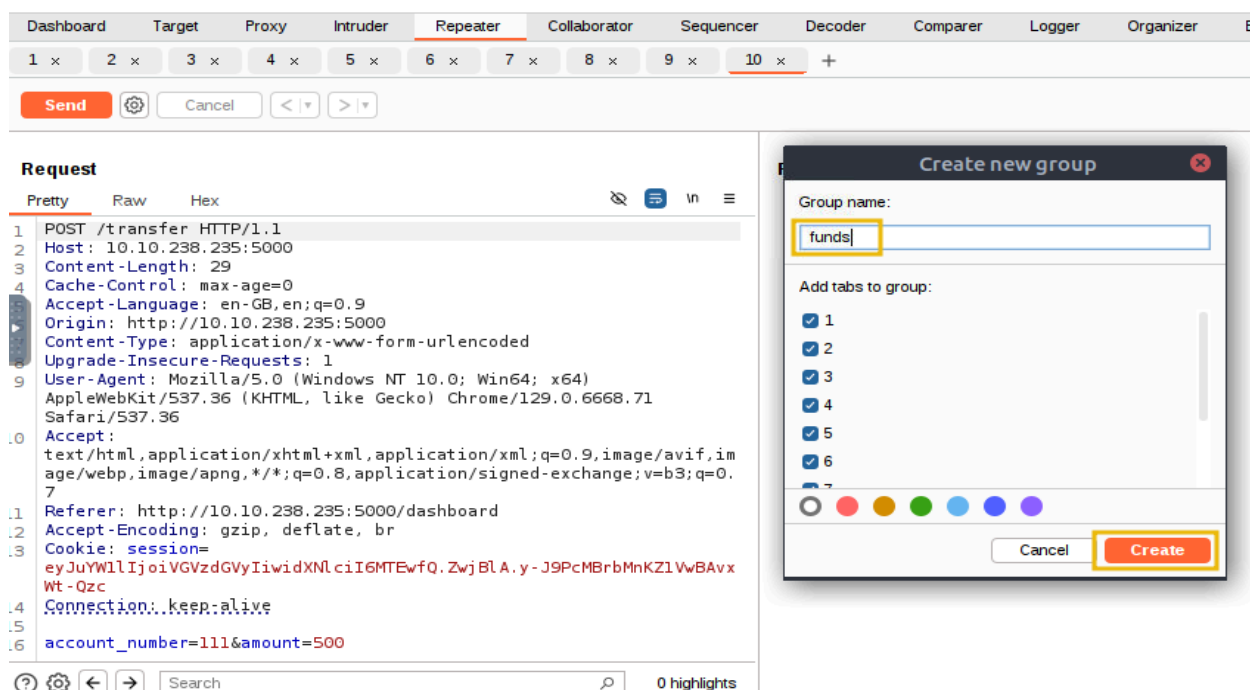 Dashboard Target Proxy Intruder Repeater Collaborator Sequencer Decoder Comparer Logger Organizer
1 × 2 × 3 × 4 × 5 × 6 × 7 × 8 × 9 × 10 × +
Send Cancel < >
Request
Pretty Raw Hex \n
1 POST /transfer HTTP/1.1
2 Host: 10.10.238.235:5000
3 Content-Length: 29
4 Cache-Control: max-age=0
Accept-Language: en-GB,en;q=0.9
Origin: http://10.10.238.235:5000
Content-Type: application/x-www-form-urlencoded
8 Upgrade-Insecure-Requests: 1
9 User-Agent: Mozilla/5.0 (Windows NT 10.0; Win64; x64)
AppleWebKit/537.36 (KHTML, like Gecko) Chrome/129.0.6668.71
Safari/537.36
10 Accept:
text/html,application/xhtml+xml,application/xml;q=0.9,image/avif,im
age/webp,image/apng,*/*;q=0.8,application/signed-exchange;v=b3;q=0.
7
11 Referer: http://10.10.238.235:5000/dashboard
12 Accept-Encoding: gzip, deflate, br
13 Cookie: session=
eyJuYW1lIjoiVGVzdGVyIiwidXNlciI6MTEwfQ.ZwjBlA.y-J9PcMBrbMnKZ1VwBAvx
Wt-Qzc
14 Connection: keep-alive
15
16 account_number=111&amount=500
Search 0 highlights
Create new group
Group name:
funds
Add tabs to group:
1
2
3
4
5
6
7
Cancel Create